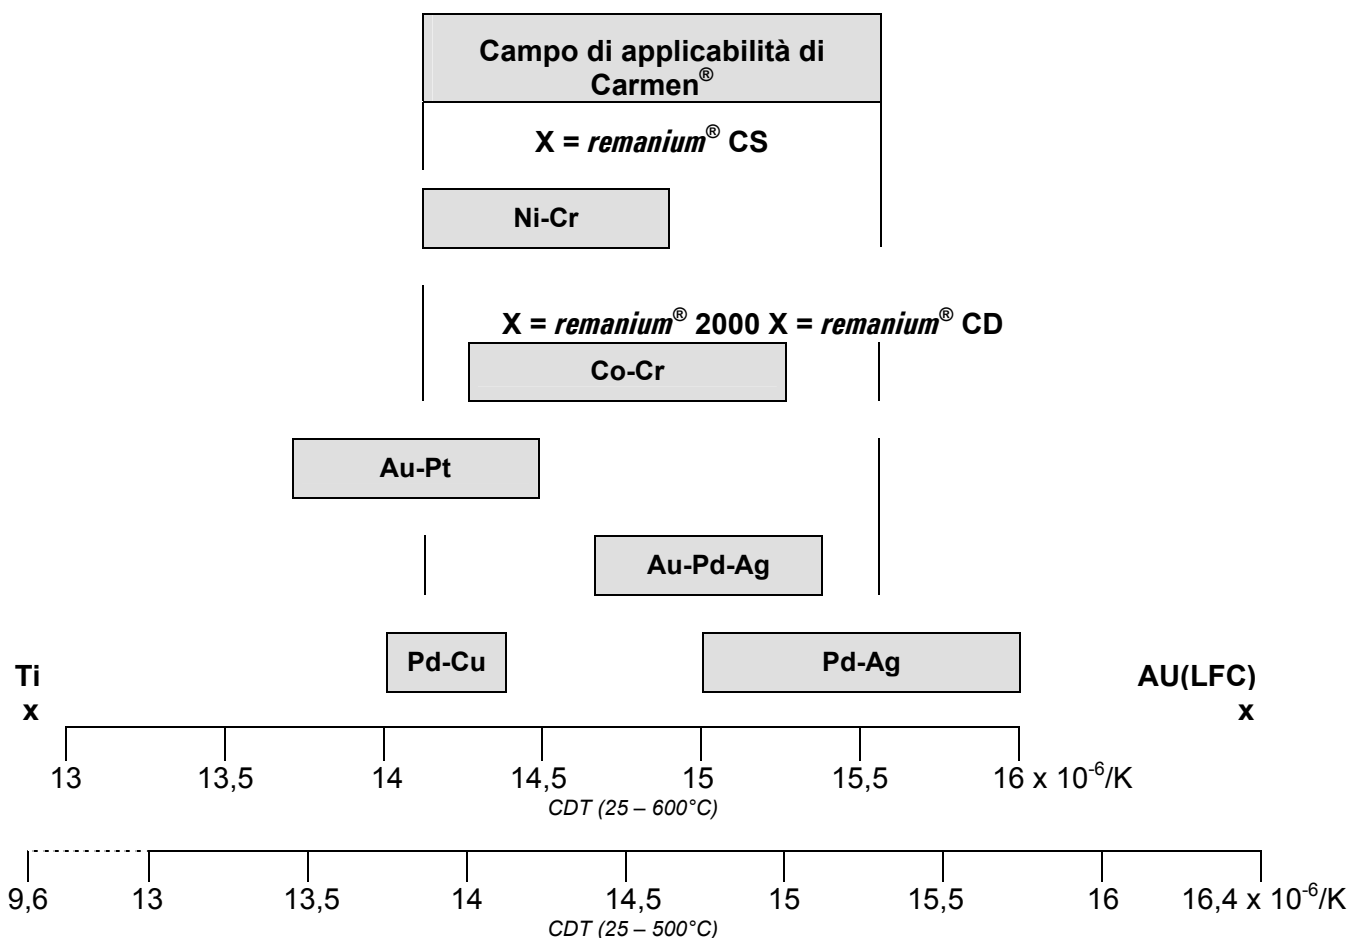 Campo di applicabilità di
Carmen®
X = remanium® CS
Ni-Cr
X = remanium® 2000 X = remanium® CD
Co-Cr
Au-Pt
Au-Pd-Ag
Pd-Cu
Pd-Ag
Ti
x
AU(LFC)
x
13 13,5 14 14,5 15 15,5 16 x 10⁻⁶/K
CDT (25 – 600°C)
9,6 13 13,5 14 14,5 15 15,5 16 16,4 x 10⁻⁶/K
CDT (25 – 500°C)